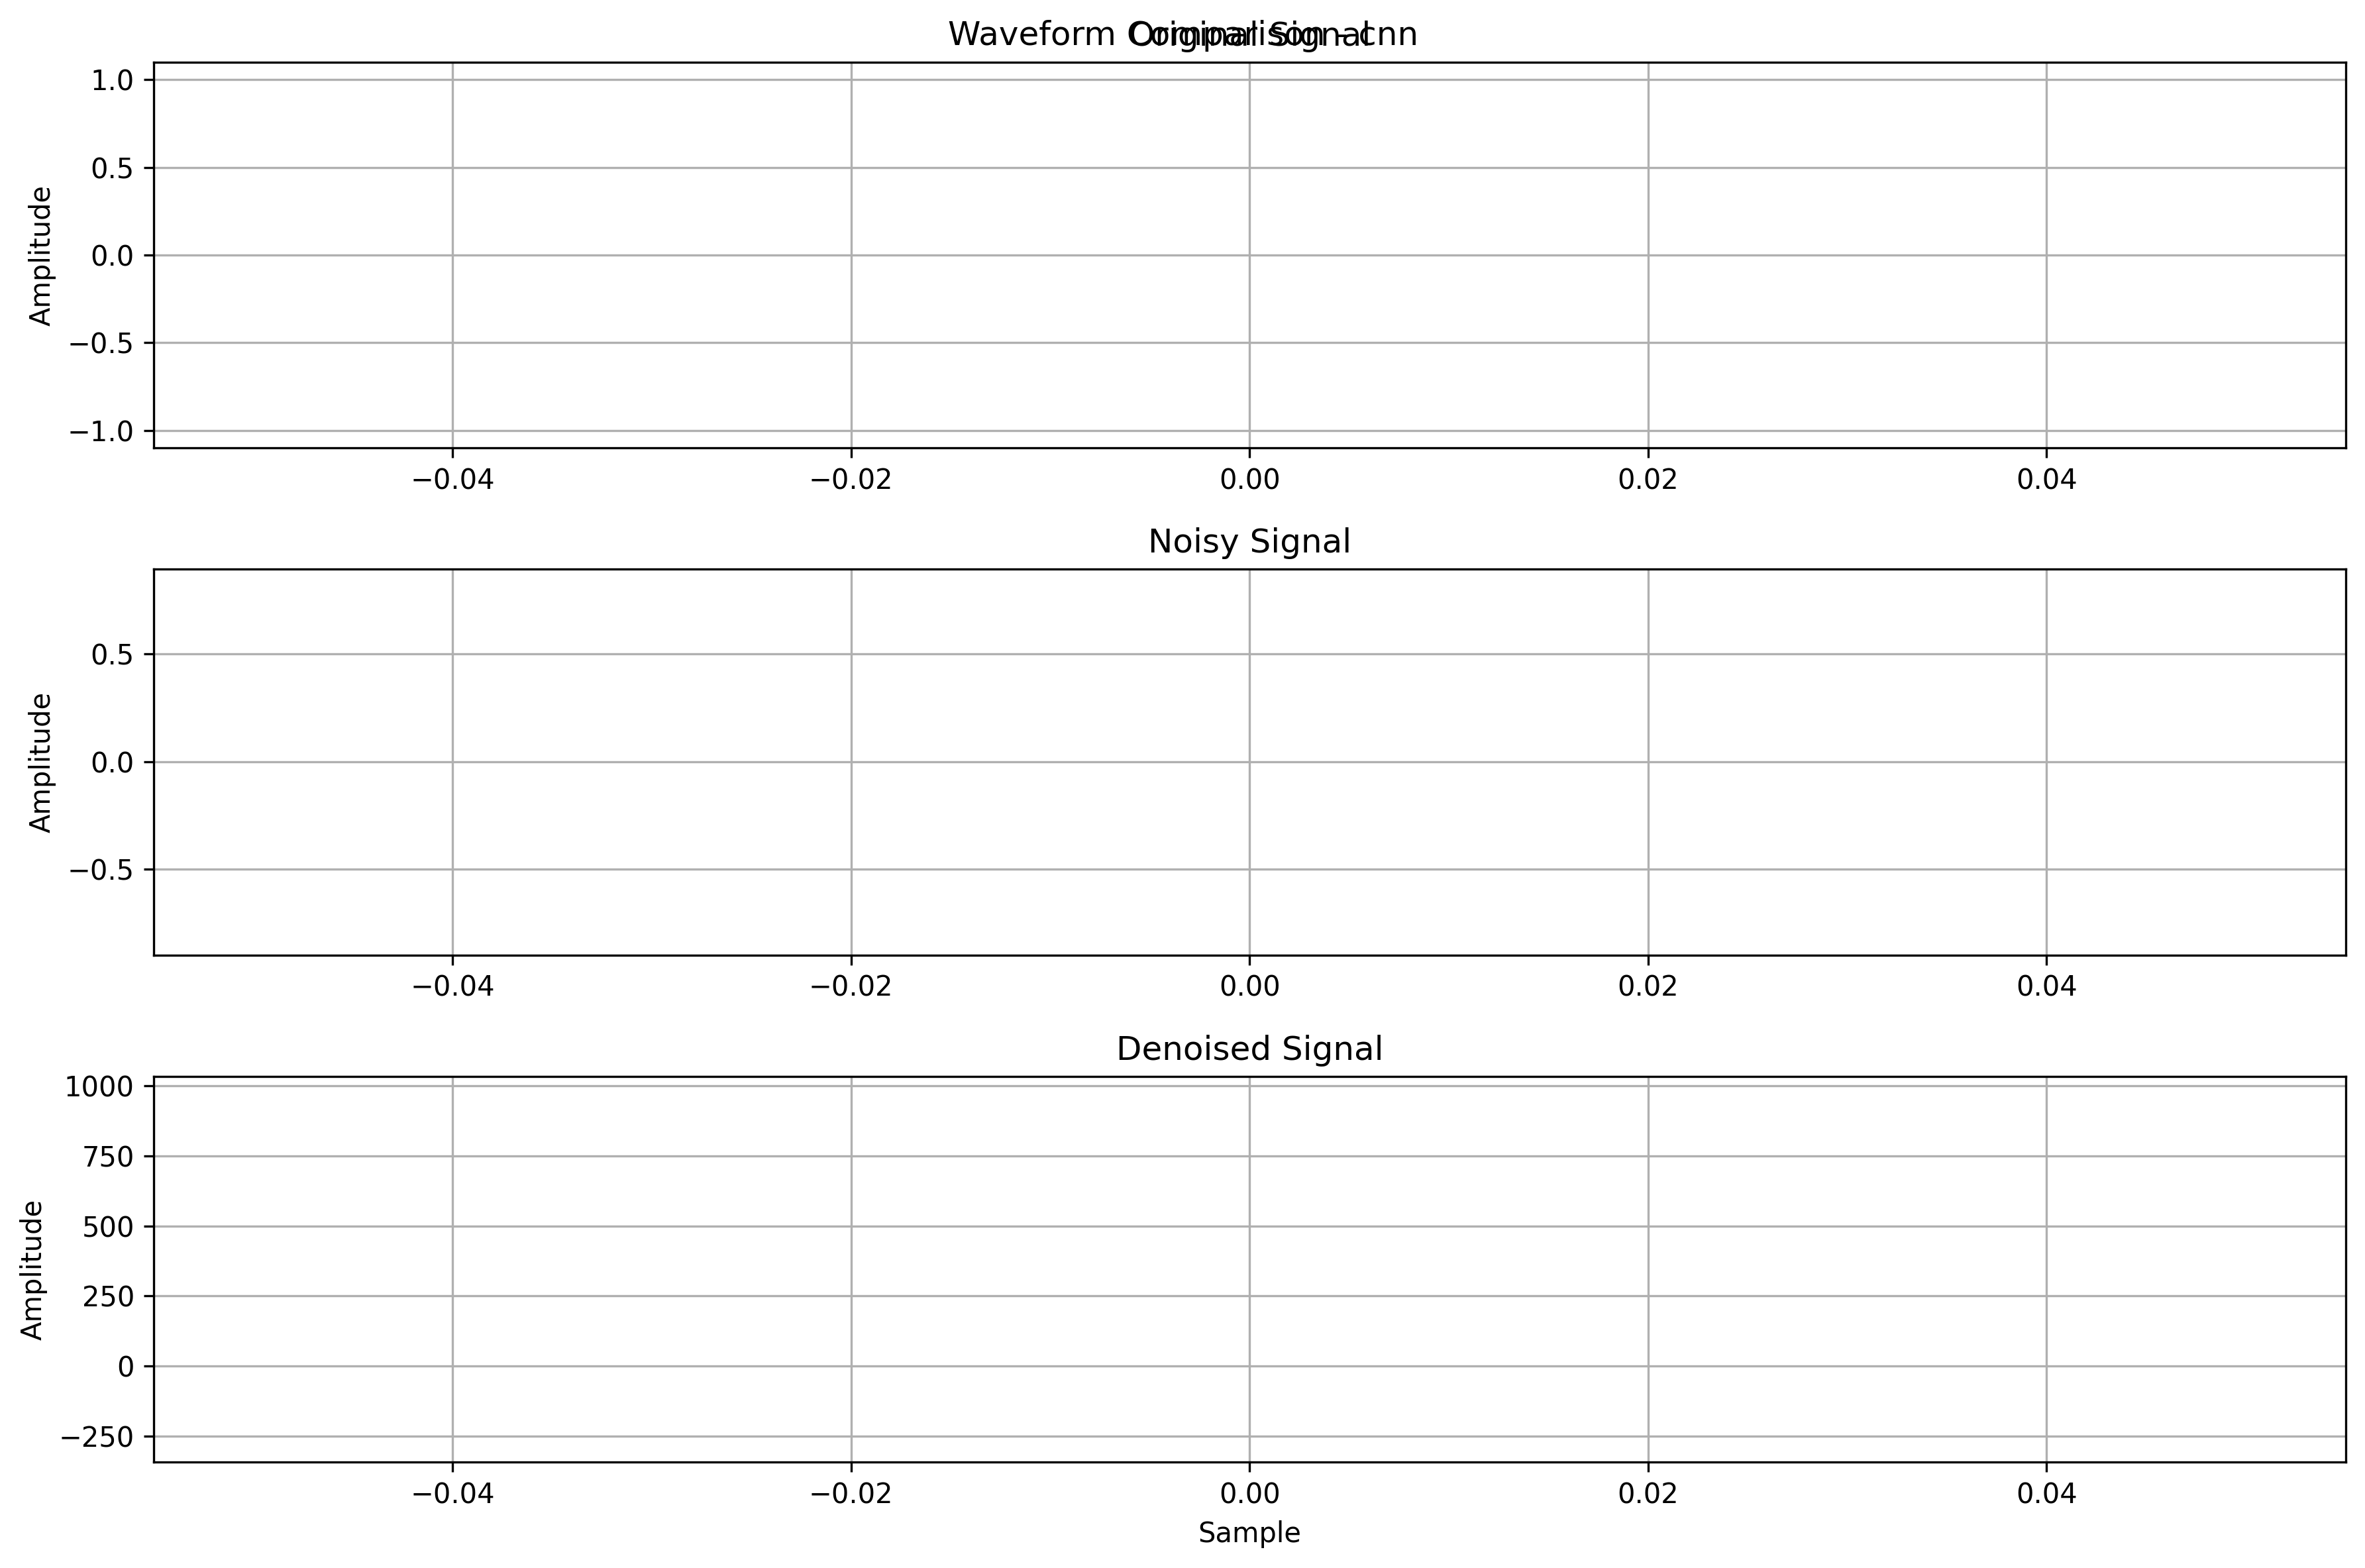 Waveform Comparison - cnn
Original Signal
Amplitude
1.0
0.5
0.0
−0.5
−1.0
−0.04 −0.02 0.00 0.02 0.04
Noisy Signal
Amplitude
0.5
0.0
−0.5
−0.04 −0.02 0.00 0.02 0.04
Denoised Signal
Amplitude
1000
750
500
250
0
−250
−0.04 −0.02 0.00 0.02 0.04
Sample